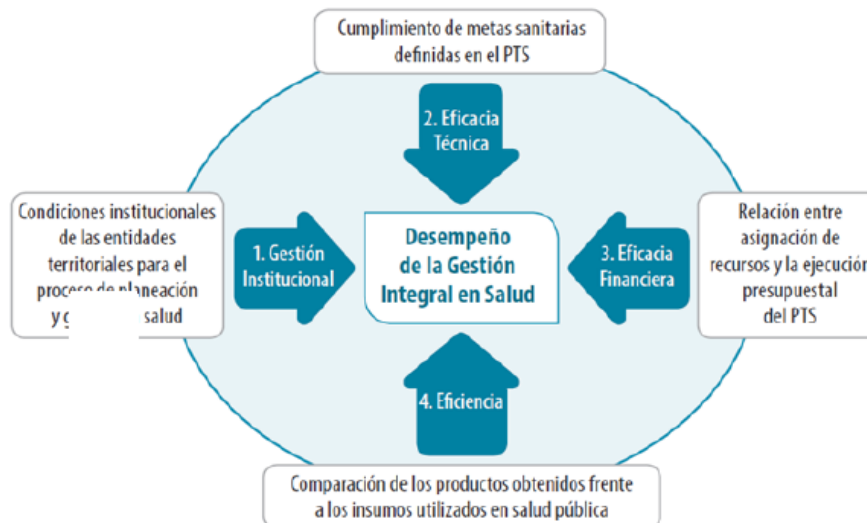 Cumplimiento de metas sanitarias
definidas en el PTS
2. Eficacia
Técnica
Condiciones institucionales
de las entidades
territoriales para el
proceso de planeación
y salud
1. Gestión
Institucional
Desempeño
de la Gestión
Integral en Salud
3. Eficacia
Financiera
Relación entre
asignación de
recursos y la ejecución
presupuestal
del PTS
4. Eficiencia
Comparación de los productos obtenidos frente
a los insumos utilizados en salud pública